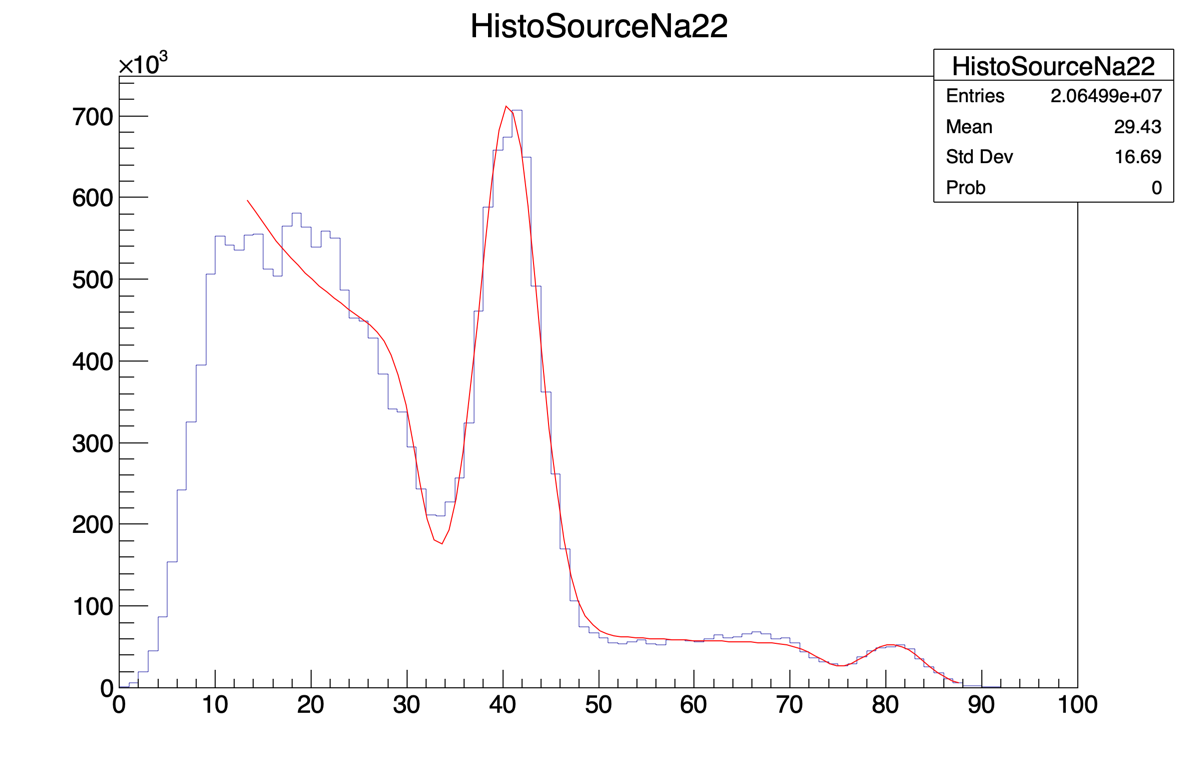 HistoSourceNa22
×10³
HistoSourceNa22
Entries 2.06499e+07
Mean 29.43
Std Dev 16.69
Prob 0
700
600
500
400
300
200
100
0
0 10 20 30 40 50 60 70 80 90 100